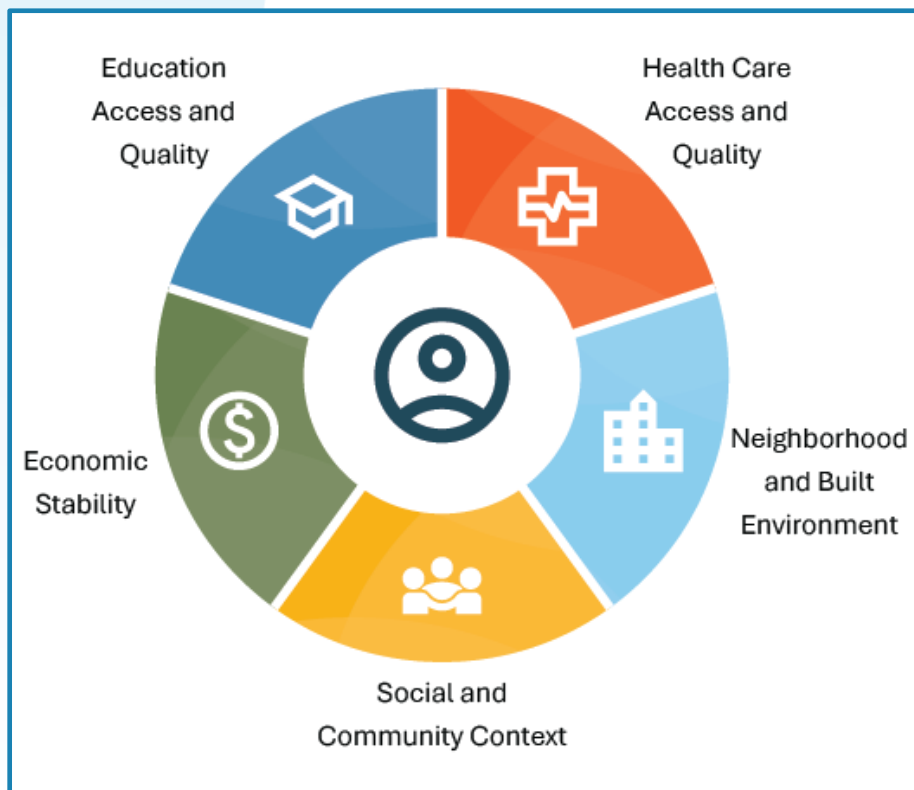 Education
Access and
Quality
Health Care
Access and
Quality
Economic
Stability
Neighborhood
and Built
Environment
Social and
Community Context